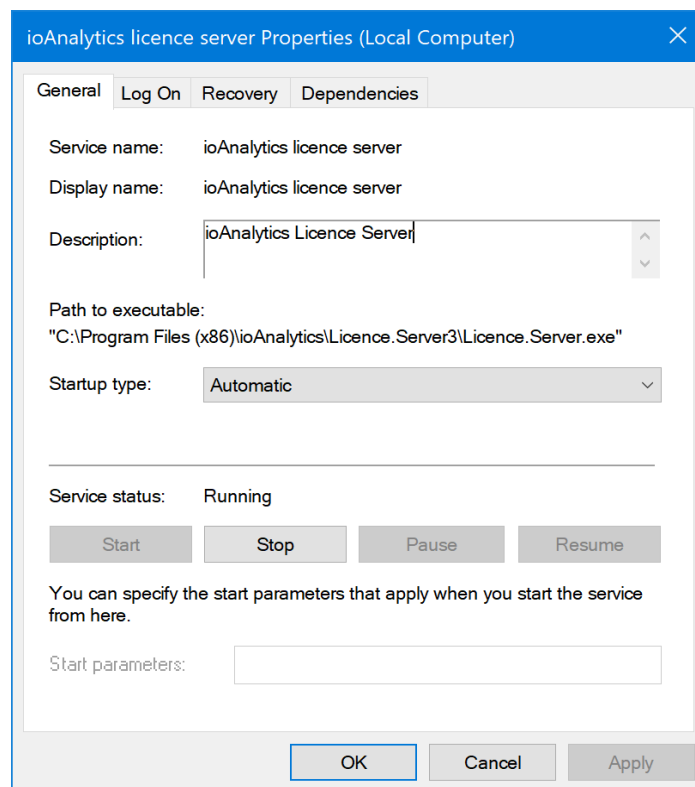 ioAnalytics licence server Properties (Local Computer)
General Log On Recovery Dependencies
Service name: ioAnalytics licence server
Display name: ioAnalytics licence server
Description: ioAnalytics Licence Server
Path to executable:
"C:\Program Files (x86)\ioAnalytics\Licence.Server3\Licence.Server.exe"
Startup type: Automatic
Service status: Running
Start Stop Pause Resume
You can specify the start parameters that apply when you start the service
from here.
Start parameters:
OK Cancel Apply